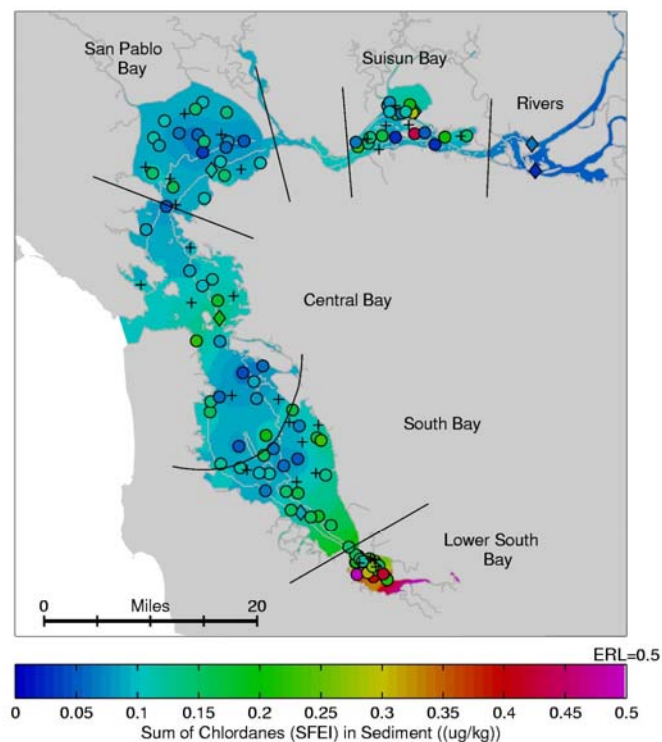 San Pablo
Bay
Suisun Bay
Rivers
Central Bay
South Bay
Lower South
Bay
Miles
0 20
ERL=0.5
0 0.05 0.1 0.15 0.2 0.25 0.3 0.35 0.4 0.45 0.5
Sum of Chlordanes (SFEI) in Sediment ((ug/kg))